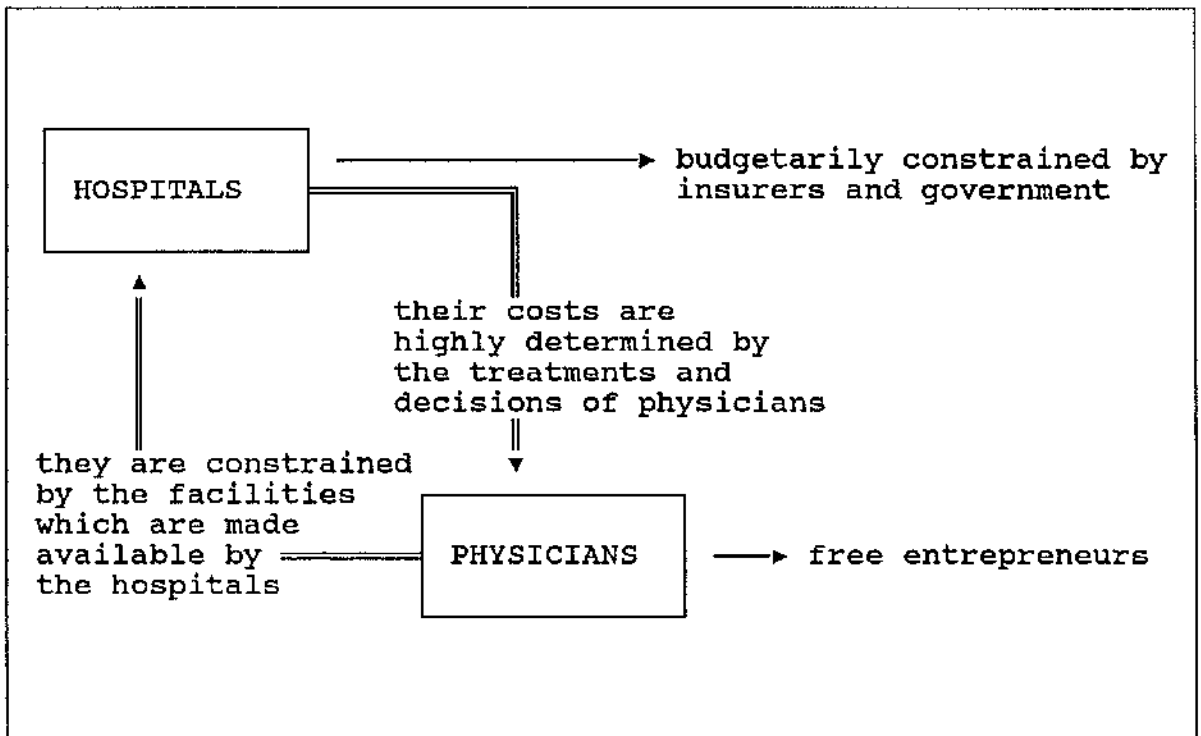 HOSPITALS
budgetarily constrained by
insurers and government
their costs are
highly determined by
the treatments and
decisions of physicians
they are constrained
by the facilities
which are made
available by
the hospitals
PHYSICIANS
free entrepreneurs